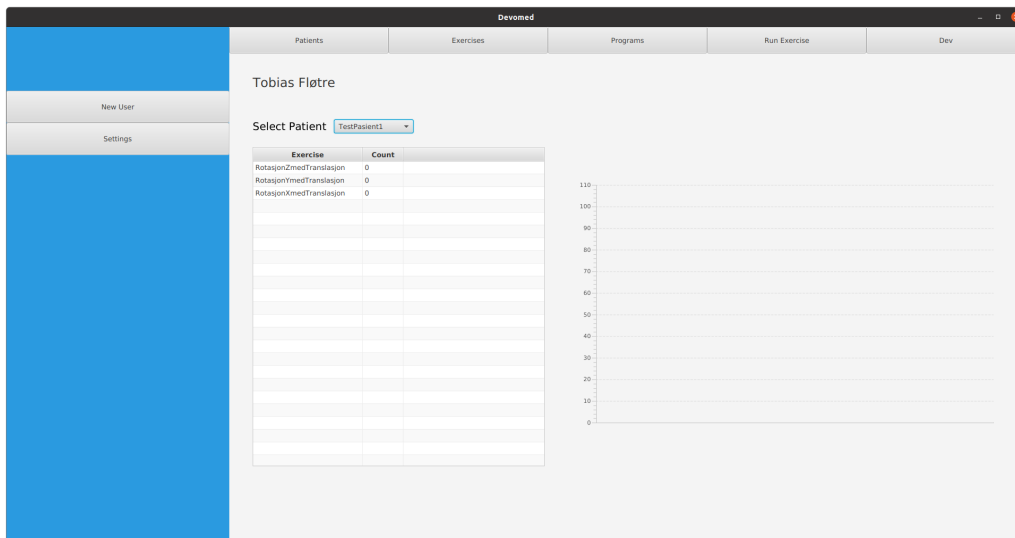 Devomed
Patients Exercises Programs Run Exercise Dev
New User
Settings
Tobias Fløtre
Select Patient TestPasient1
Exercise Count
RotasjonZmedTranslasjon 0
RotasjonYmedTranslasjon 0
RotasjonXmedTranslasjon 0
110
100
90
80
70
60
50
40
30
20
10
0